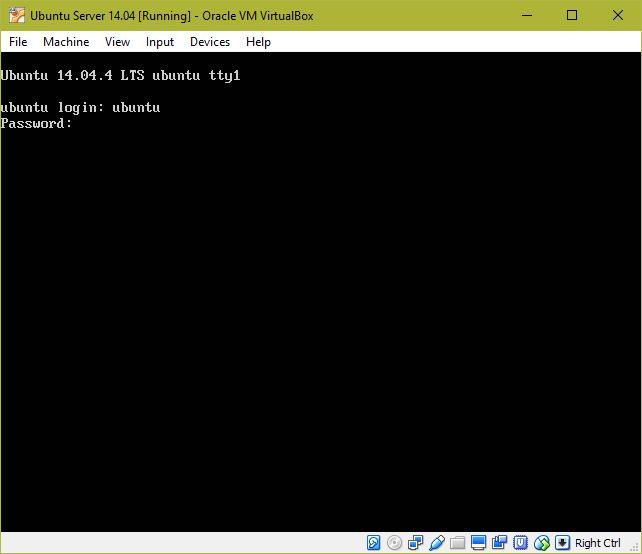 Ubuntu Server 14.04 [Running] - Oracle VM VirtualBox
File Machine View Input Devices Help
Ubuntu 14.04.4 LTS ubuntu tty1
ubuntu login: ubuntu
Password:
Right Ctrl